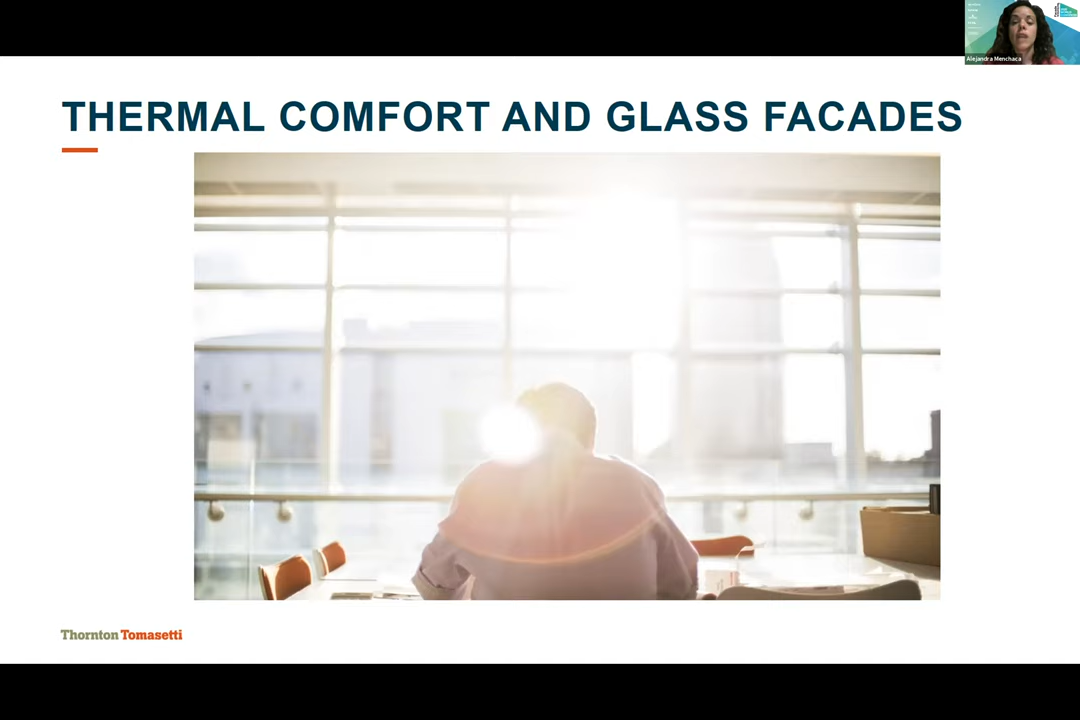 Alejandra Menchaca
THERMAL COMFORT AND GLASS FACADES
Thornton Tomasetti